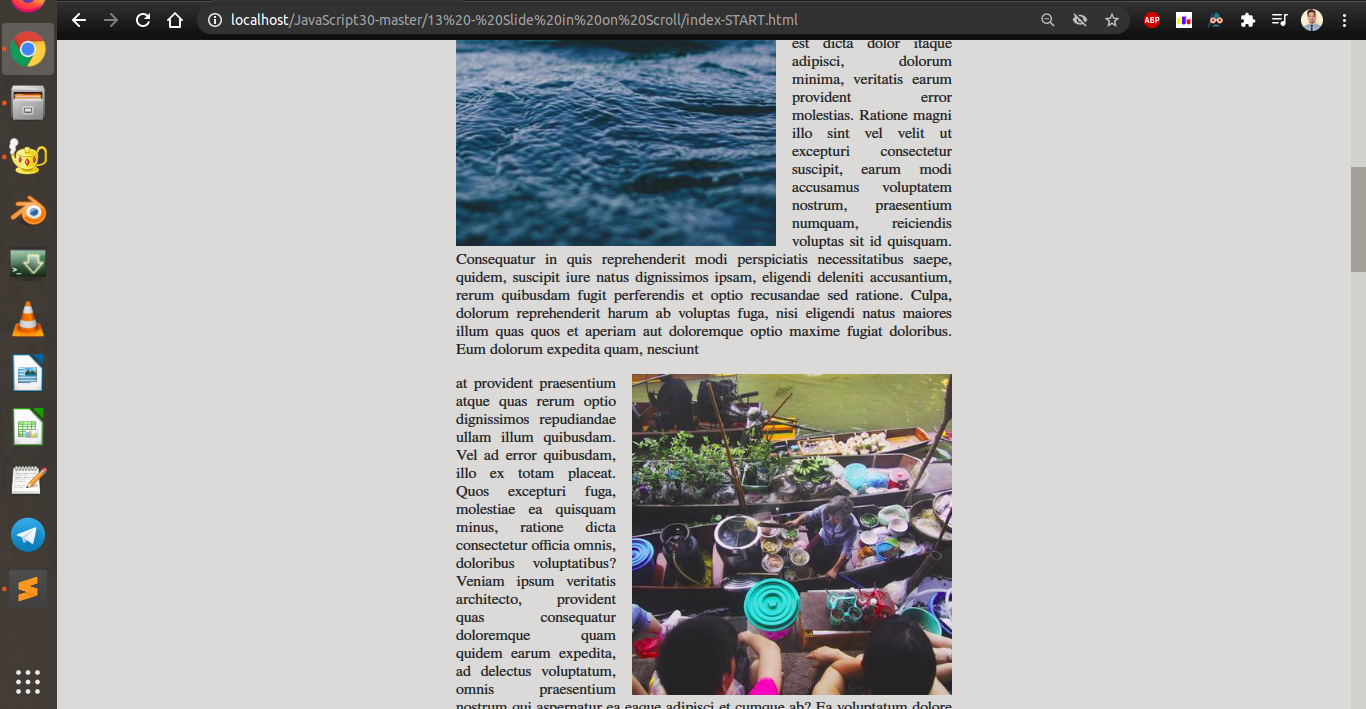 localhost/JavaScript30-master/13%20-%20Slide%20in%20on%20Scroll/index-START.html
ABP
est dicta dolor itaque
adipisci, dolorum
minima, veritatis earum
provident error
molestias. Ratione magni
illo sint vel velit ut
excepturi consectetur
suscipit, earum modi
accusamus voluptatem
nostrum, praesentium
numquam, reiciendis
voluptas sit id quisquam.
Consequatur in quis reprehenderit modi perspiciatis necessitatibus saepe,
quidem, suscipit iure natus dignissimos ipsam, eligendi deleniti accusantium,
rerum quibusdam fugit perferendis et optio recusandae sed ratione. Culpa,
dolorum reprehenderit harum ab voluptas fuga, nisi eligendi natus maiores
illum quas quos et aperiam aut doloremque optio maxime fugiat doloribus.
Eum dolorum expedita quam, nesciunt
at provident praesentium
atque quas rerum optio
dignissimos repudiandae
ullam illum quibusdam.
Vel ad error quibusdam,
illo ex totam placeat.
Quos excepturi fuga,
molestiae ea quisquam
minus, ratione dicta
consectetur officia omnis,
doloribus voluptatibus?
Veniam ipsum veritatis
architecto, provident
quas consequatur
doloremque quam
quidem earum expedita,
ad delectus voluptatum,
omnis praesentium
nostrum qui aspernatur ea eaque adipisci et cumque ab? Ea voluptatum dolore